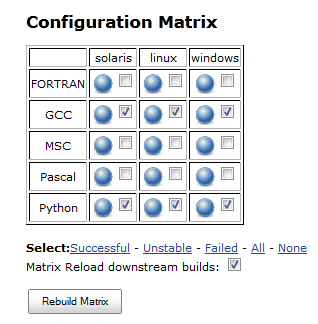 Configuration Matrix
solaris linux windows
FORTRAN
GCC
MSC
Pascal
Python
Select:Successful - Unstable - Failed - All - None
Matrix Reload downstream builds:
Rebuild Matrix